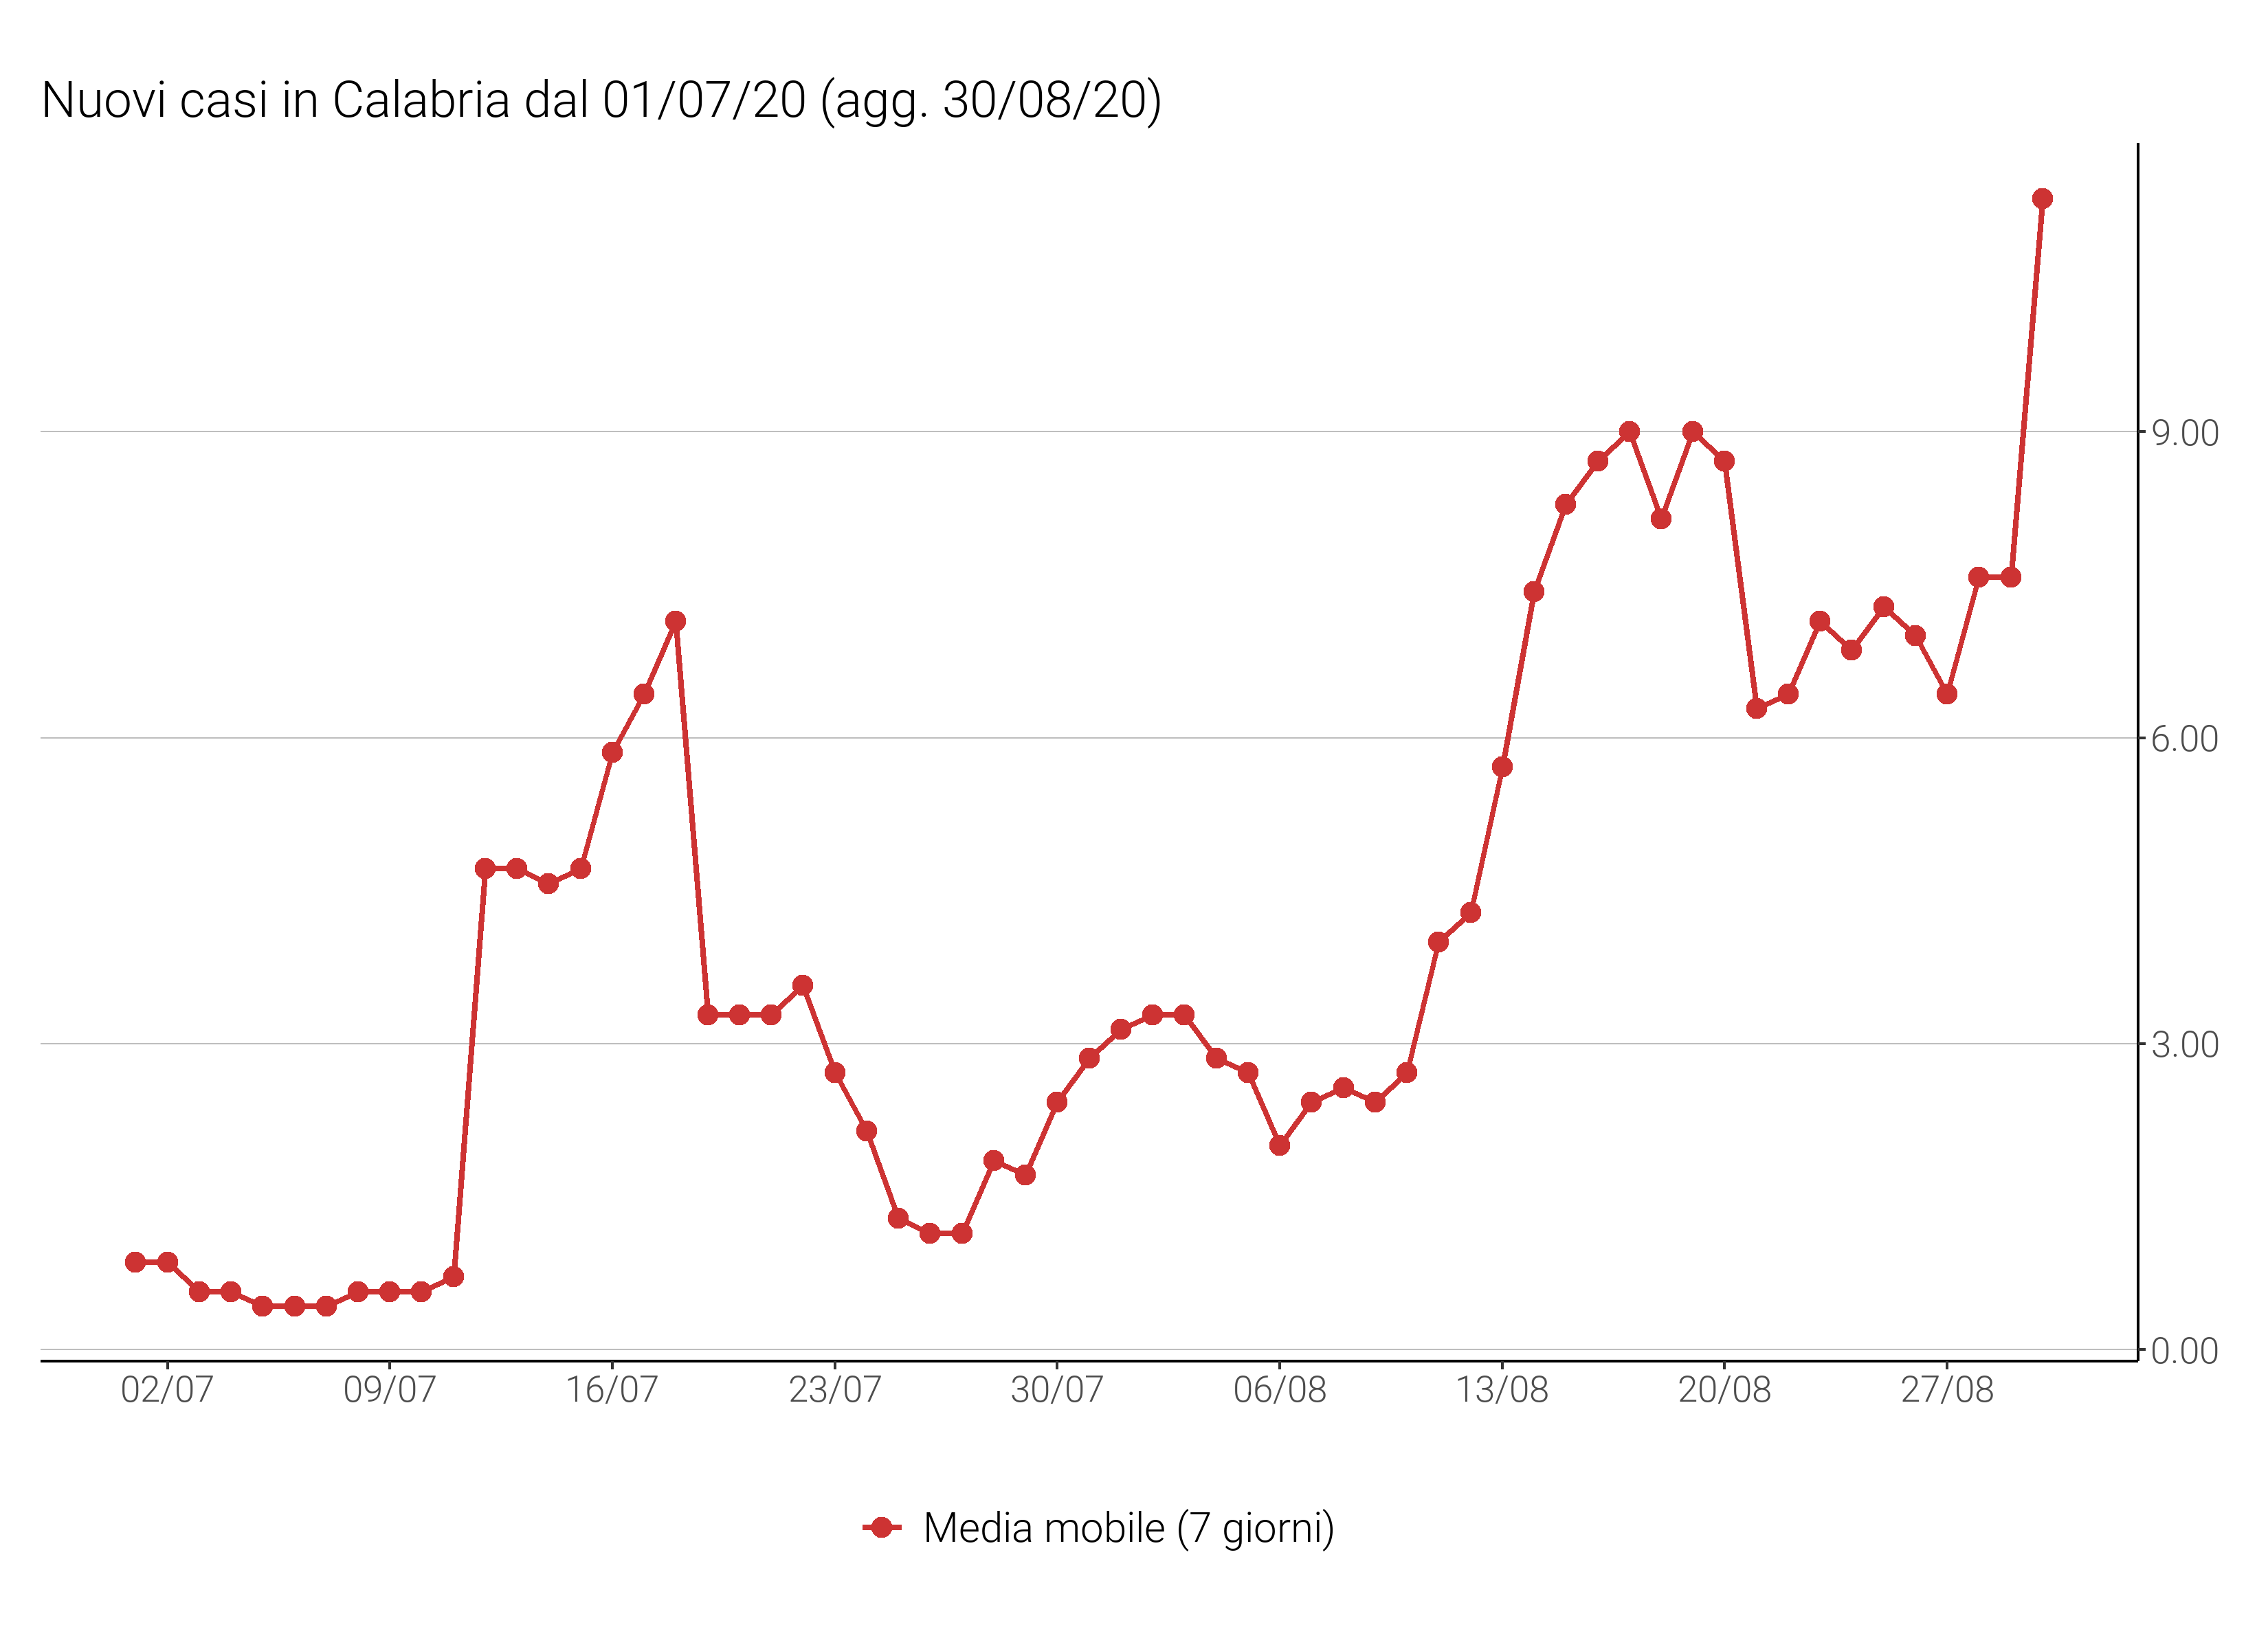 Nuovi casi in Calabria dal 01/07/20 (agg. 30/08/20)
9.00
6.00
3.00
0.00
02/07 09/07 16/07 23/07 30/07 06/08 13/08 20/08 27/08
Media mobile (7 giorni)